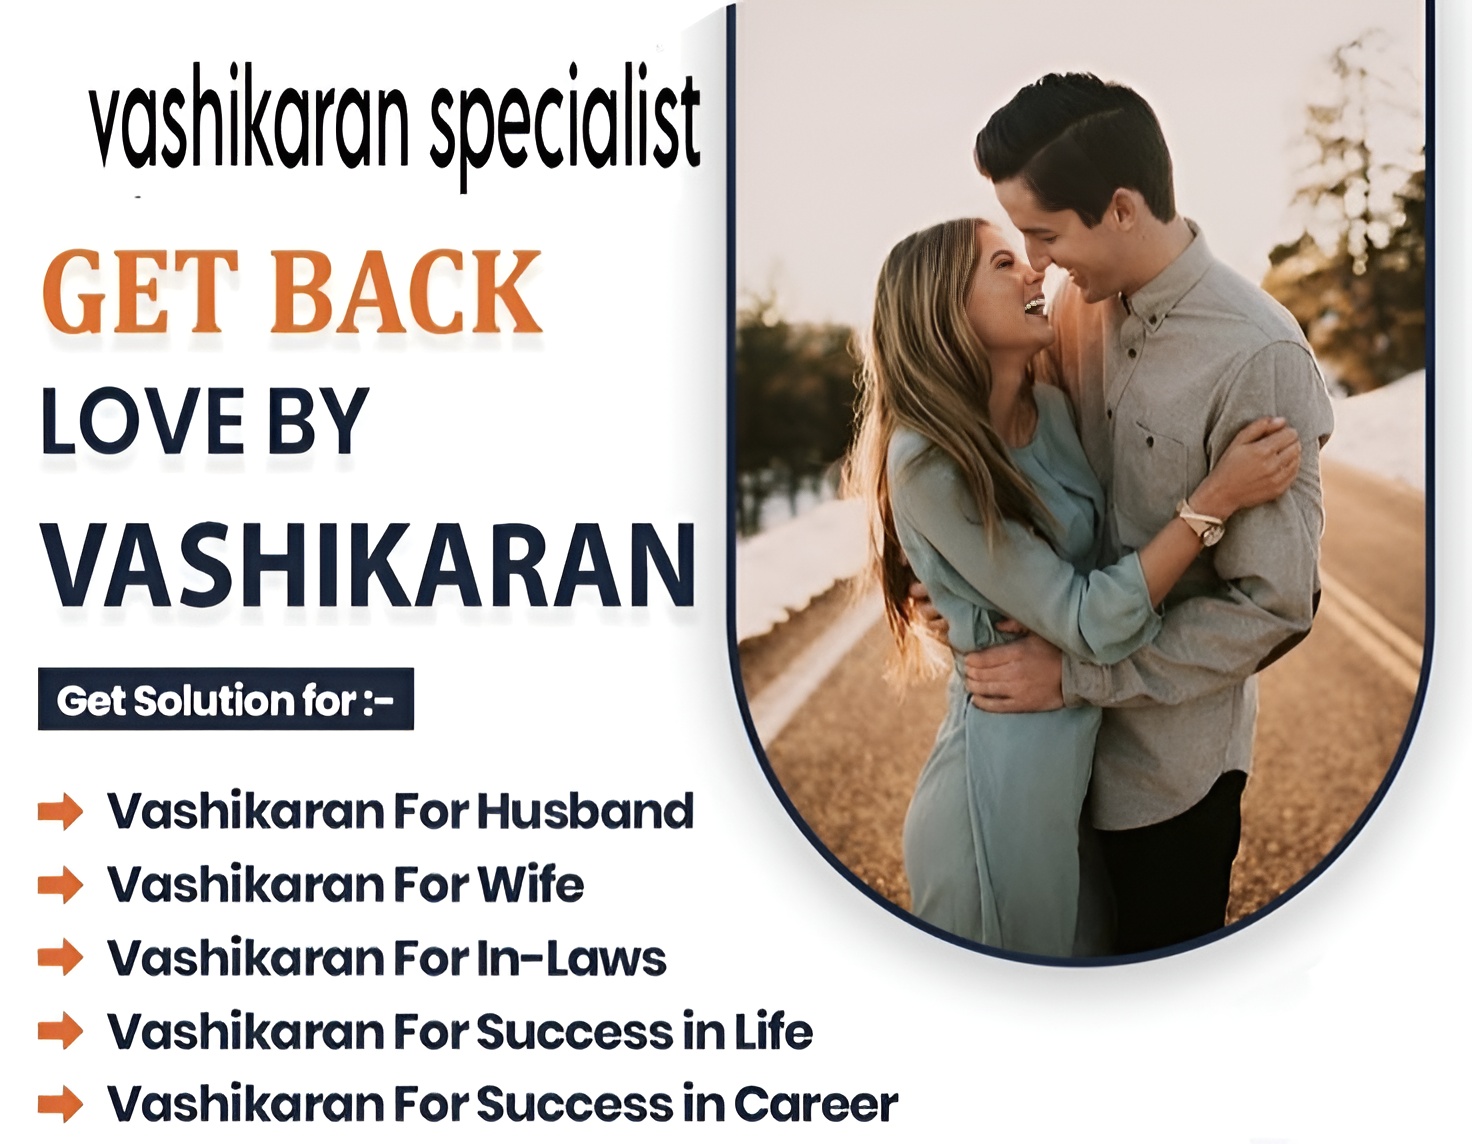 vashikaran specialist
GET BACK
LOVE BY
VASHIKARAN
Get Solution for :-
Vashikaran For Husband
Vashikaran For Wife
Vashikaran For In-Laws
Vashikaran For Success in Life
Vashikaran For Success in Career